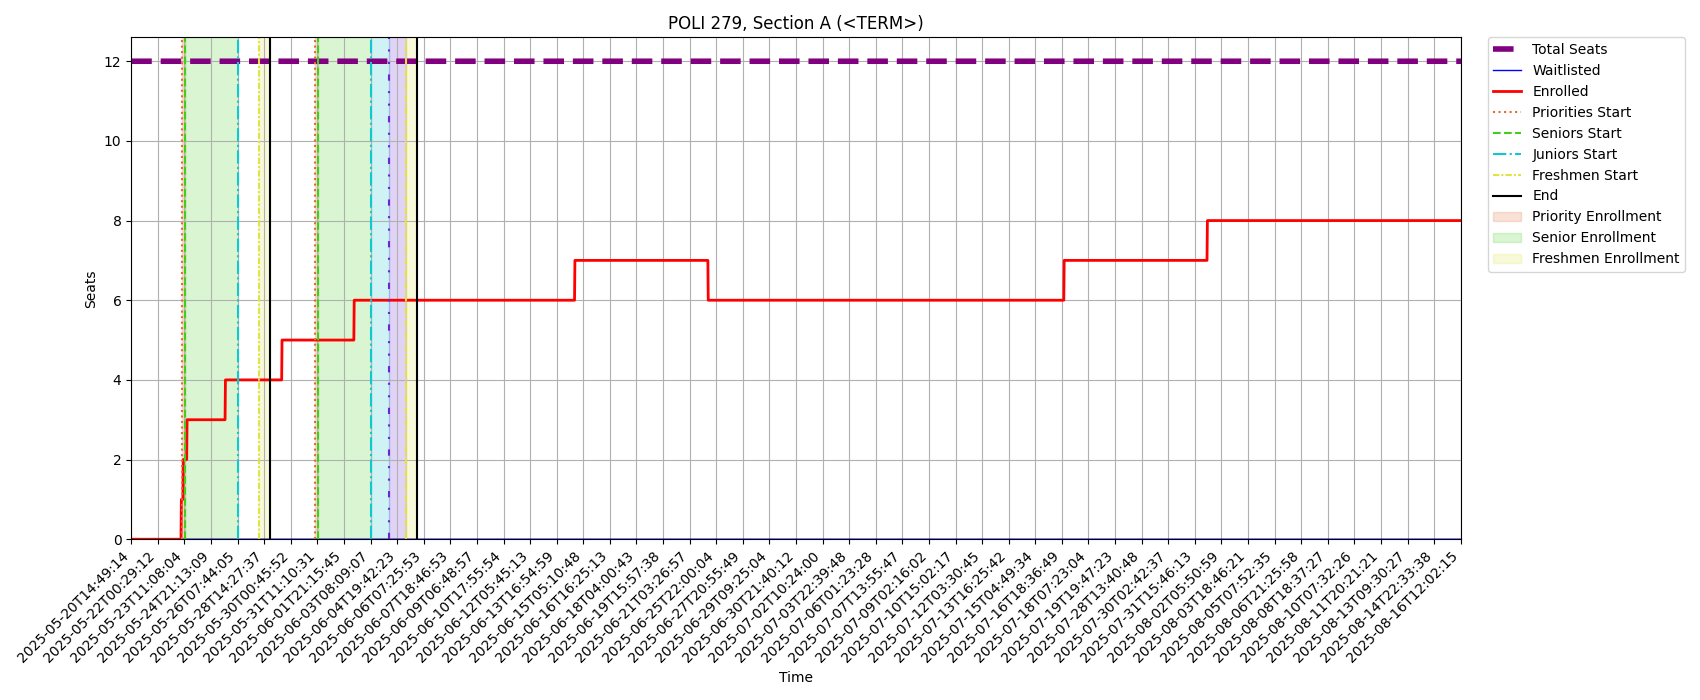 POLI 279, Section A (<TERM>)
Total Seats
Waitlisted
Enrolled
Priorities Start
Seniors Start
Juniors Start
Freshmen Start
End
Priority Enrollment
Senior Enrollment
Freshmen Enrollment
Seats
12
10
8
6
4
2
0
2025-05-20T14:49:14
2025-05-22T00:29:12
2025-05-23T11:08:04
2025-05-24T21:13:09
2025-05-26T07:44:05
2025-05-28T14:27:37
2025-05-30T00:45:52
2025-05-31T11:10:31
2025-06-01T21:15:45
2025-06-03T08:09:07
2025-06-04T19:42:23
2025-06-06T07:25:53
2025-06-07T18:46:53
2025-06-09T06:48:57
2025-06-10T17:55:54
2025-06-12T05:45:13
2025-06-13T16:54:59
2025-06-15T05:10:48
2025-06-16T16:25:13
2025-06-18T04:00:43
2025-06-19T15:57:38
2025-06-21T03:26:57
2025-06-25T22:00:04
2025-06-27T20:55:49
2025-06-29T09:25:04
2025-06-30T21:40:12
2025-07-02T10:24:00
2025-07-03T22:39:48
2025-07-06T01:23:28
2025-07-07T13:55:47
2025-07-09T02:16:02
2025-07-10T15:02:17
2025-07-12T03:30:45
2025-07-13T16:25:42
2025-07-15T04:49:34
2025-07-16T18:36:49
2025-07-18T07:23:04
2025-07-19T19:47:23
2025-07-28T13:40:48
2025-07-30T02:42:37
2025-07-31T15:46:13
2025-08-02T05:50:59
2025-08-03T18:46:21
2025-08-05T07:52:35
2025-08-06T21:25:58
2025-08-08T18:37:27
2025-08-10T07:32:26
2025-08-11T20:21:21
2025-08-13T09:30:27
2025-08-14T22:33:38
2025-08-16T12:02:15
Time